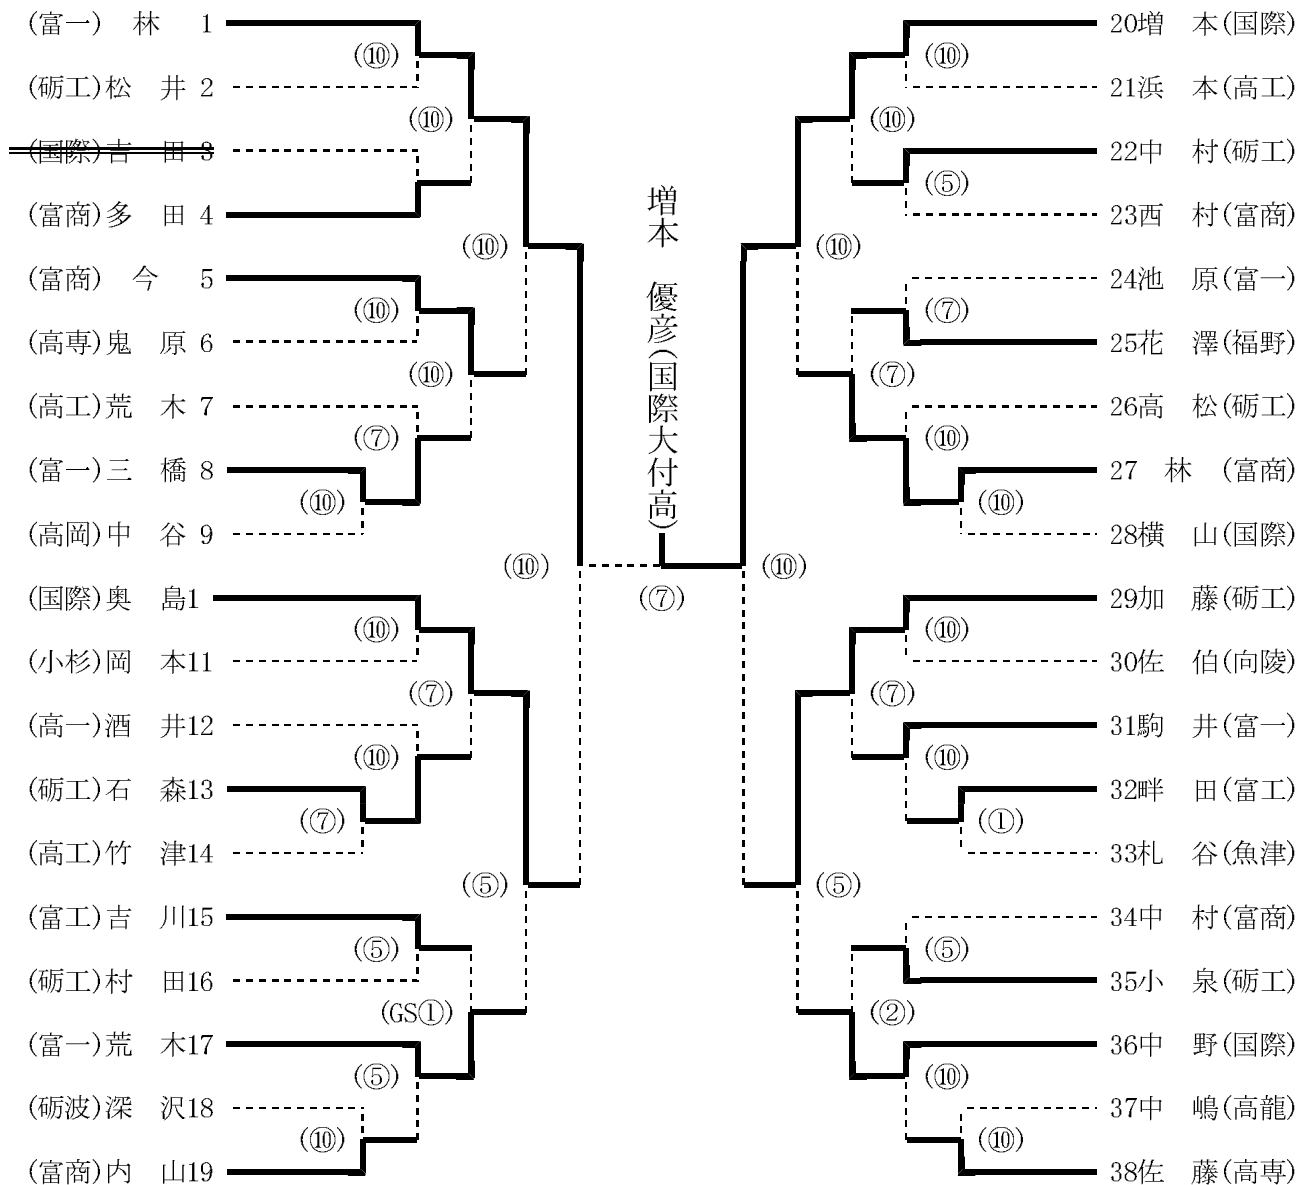 (富一) 林 1
(⑩)
(砺工)松 井 2
(⑩)
(国際)吉 田 3
(富商)多 田 4
(⑩)
(富商) 今 5
(⑩)
(高専)鬼 原 6
(⑩)
(高工)荒 木 7
(⑦)
(富一)三 橋 8
(⑩)
(高岡)中 谷 9
(⑩)
(国際)奥 島1
(⑩)
(小杉)岡 本11
(⑦)
(高一)酒 井12
(⑩)
(砺工)石 森13
(⑦)
(高工)竹 津14
(⑤)
(富工)吉 川15
(⑤)
(砺工)村 田16
(GS①)
(富一)荒 木17
(⑤)
(砺波)深 沢18
(⑩)
(富商)内 山19
増本 優彦(国際大付高)
(⑦)
20増 本(国際)
(⑩)
21浜 本(高工)
(⑩)
22中 村(砺工)
(⑤)
23西 村(富商)
(⑩)
24池 原(富一)
(⑦)
25花 澤(福野)
(⑦)
26高 松(砺工)
(⑩)
27 林 (富商)
(⑩)
28横 山(国際)
(⑩)
29加 藤(砺工)
(⑩)
30佐 伯(向陵)
(⑦)
31駒 井(富一)
(⑩)
32畔 田(富工)
(①)
33札 谷(魚津)
(⑤)
34中 村(富商)
(⑤)
35小 泉(砺工)
(②)
36中 野(国際)
(⑩)
37中 嶋(高龍)
(⑩)
38佐 藤(高専)